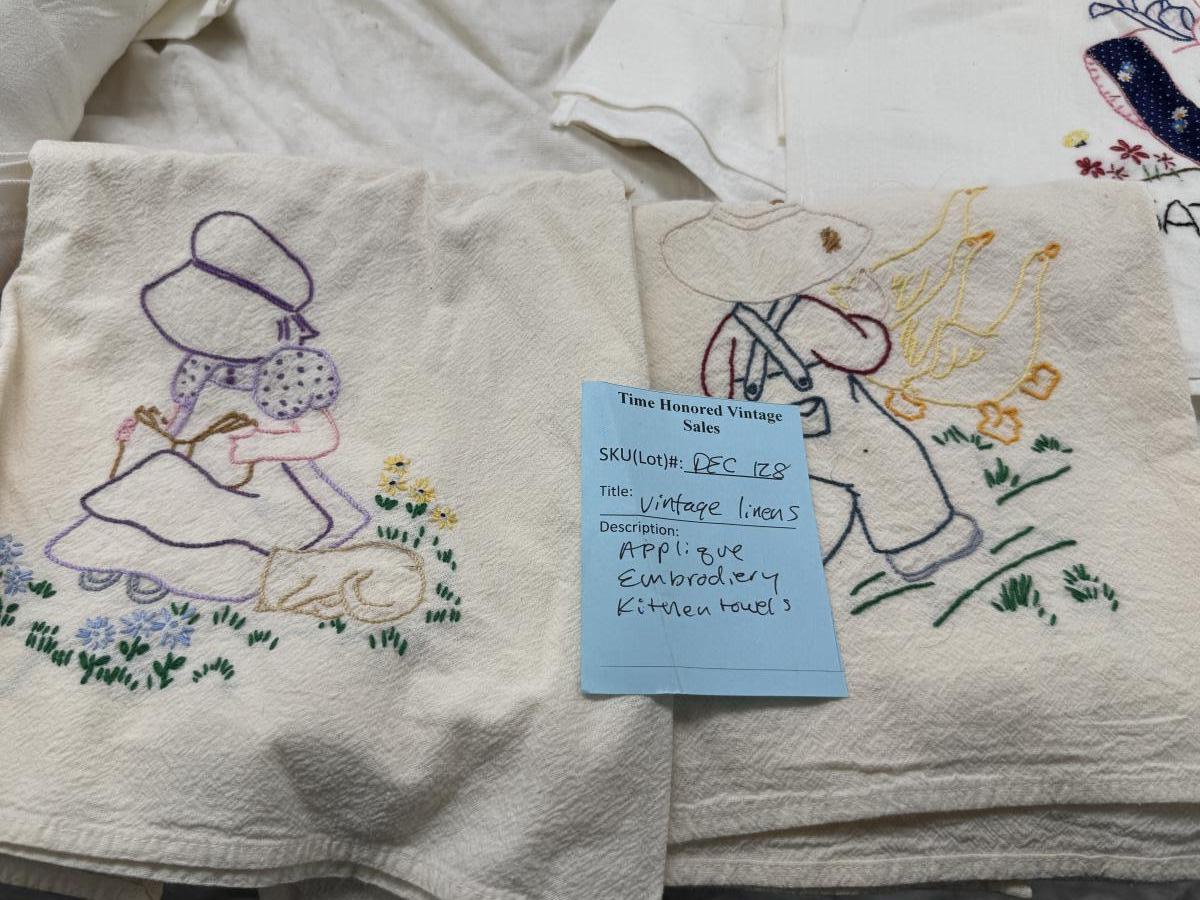 Time Honored Vintage
Sales
SKU(Lot)#: DEC 128
Title: Vintage linens
Description:
Applique
Embrodiery
Kitchen towels